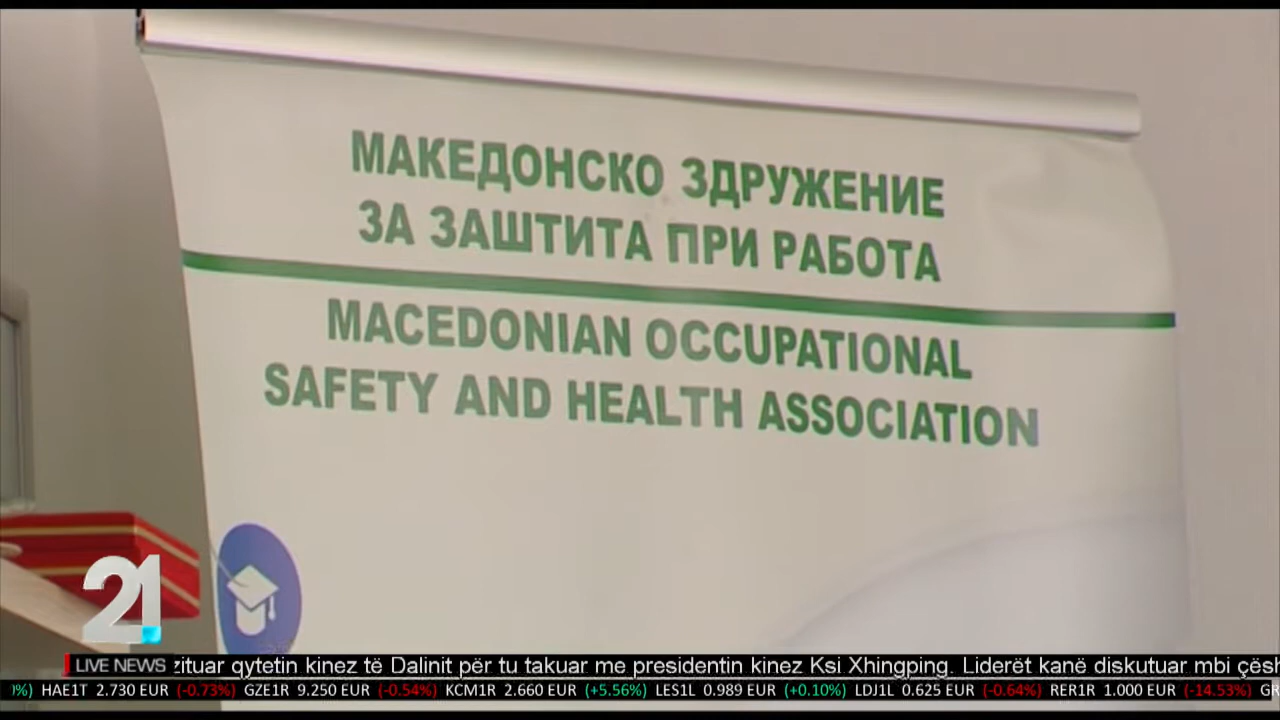 МАКЕДОНСКО ЗДРУЖЕНИЕ
ЗА ЗАШТИТА ПРИ РАБОТА
MACEDONIAN OCCUPATIONAL
SAFETY AND HEALTH ASSOCIATION
21
LIVE NEWS zituar qytetin kinez të Dalinit për tu takuar me presidentin kinez Ksi Xhingping. Liderët kanë diskutuar mbi çësh
%) HAE1T 2.730 EUR (-0.73%) GZE1R 9.250 EUR (-0.54%) KCM1R 2.660 EUR (+5.56%) LES1L 0.989 EUR (+0.10%) LDJ1L 0.625 EUR (-0.64%) RER1R 1.000 EUR (-14.53%) GR